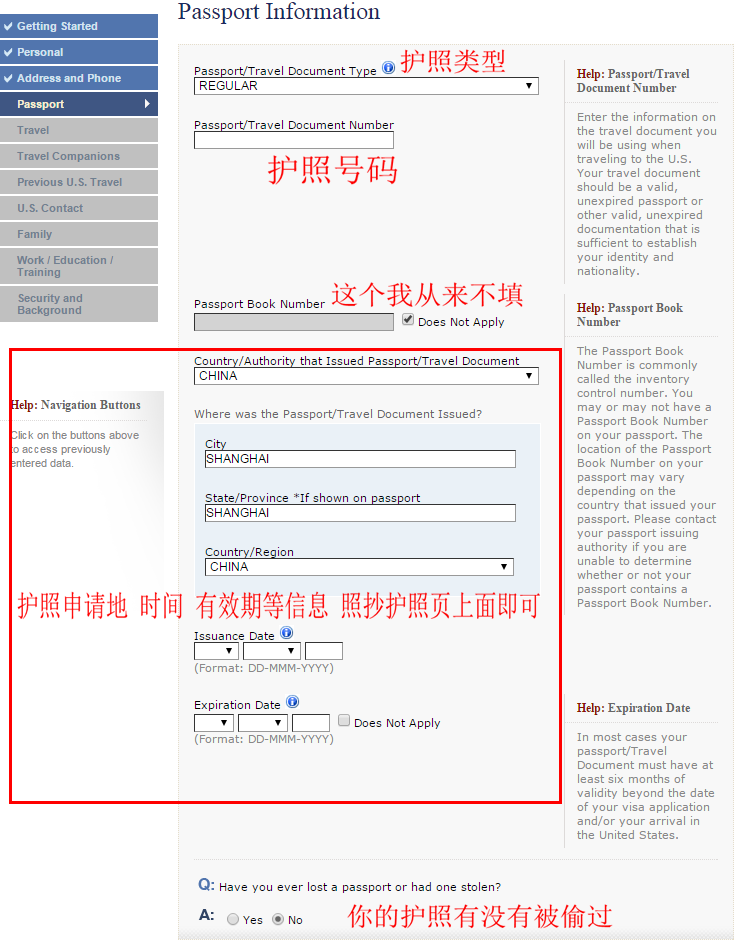 Passport Information
Getting Started
Personal
Address and Phone
Passport
Travel
Travel Companions
Previous U.S. Travel
U.S. Contact
Family
Work / Education /
Training
Security and
Background
Help: Navigation Buttons
Click on the buttons above
to access previously
entered data.
Passport/Travel Document Type 护照类型
REGULAR
Passport/Travel Document Number
护照号码
Help: Passport/Travel
Document Number
Enter the information on
the travel document you
will be using when
traveling to the U.S.
Your travel document
should be a valid,
unexpired passport or
other valid, unexpired
documentation that is
sufficient to establish
your identity and
nationality.
Passport Book Number 这个我从来不填
Does Not Apply
Help: Passport Book
Number
The Passport Book
Number is commonly
called the inventory
control number. You
may or may not have a
Passport Book Number
on your passport. The
location of the Passport
Book Number on your
passport may vary
depending on the
country that issued your
passport. Please contact
your passport issuing
authority if you are
unable to determine
whether or not your
passport contains a
Passport Book Number.
Country/Authority that Issued Passport/Travel Document
CHINA
Where was the Passport/Travel Document Issued?
City
SHANGHAI
State/Province *If shown on passport
SHANGHAI
Country/Region
CHINA
护照申请地 时间 有效期等信息 照抄护照页上面即可
Issuance Date
(Format: DD-MMM-YYYY)
Expiration Date
Does Not Apply
(Format: DD-MMM-YYYY)
Help: Expiration Date
In most cases your
passport/Travel
Document must have at
least six months of
validity beyond the date
of your visa application
and/or your arrival in
the United States.
Q: Have you ever lost a passport or had one stolen?
A: Yes No 你的护照有没有被偷过